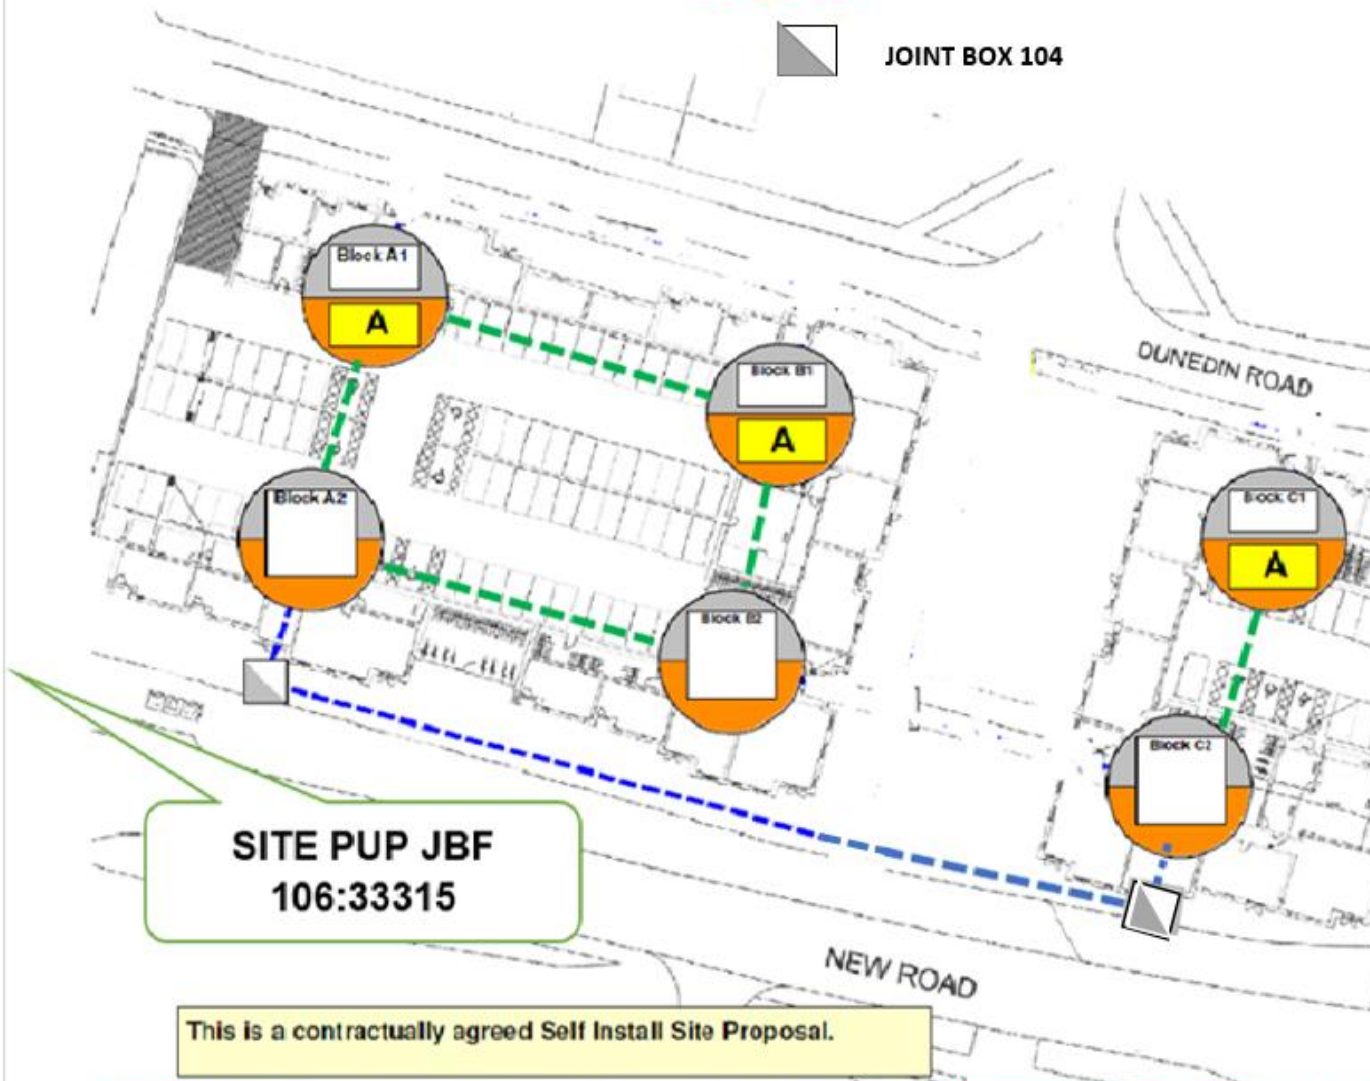 JOINT BOX 104
Block A1
A
Block B1
A
DUNEDIN ROAD
Block C1
A
Block A2
Block B2
Block C2
SITE PUP JBF
106:33315
NEW ROAD
This is a contractually agreed Self Install Site Proposal.